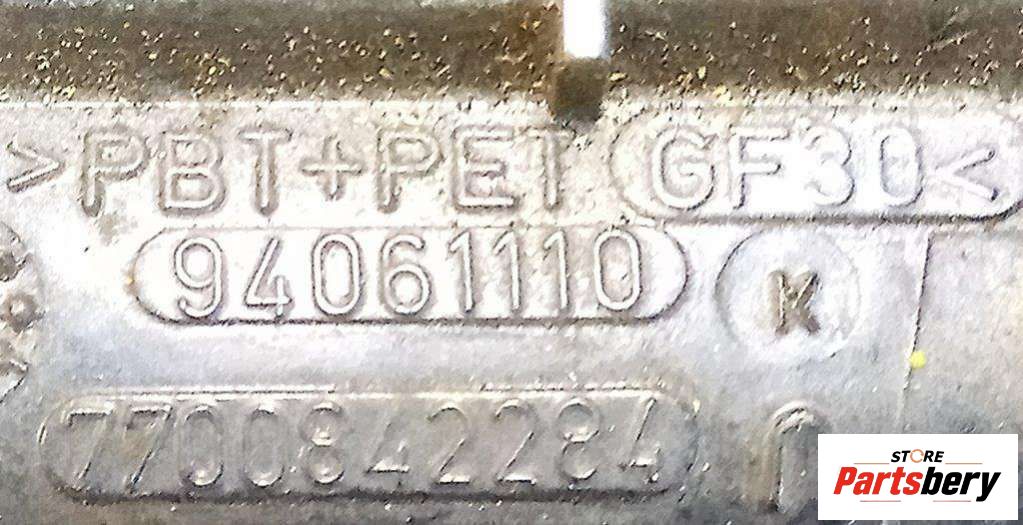 >PBT+PET GF30<
94061110
K
7700842284
STORE
Partsbery